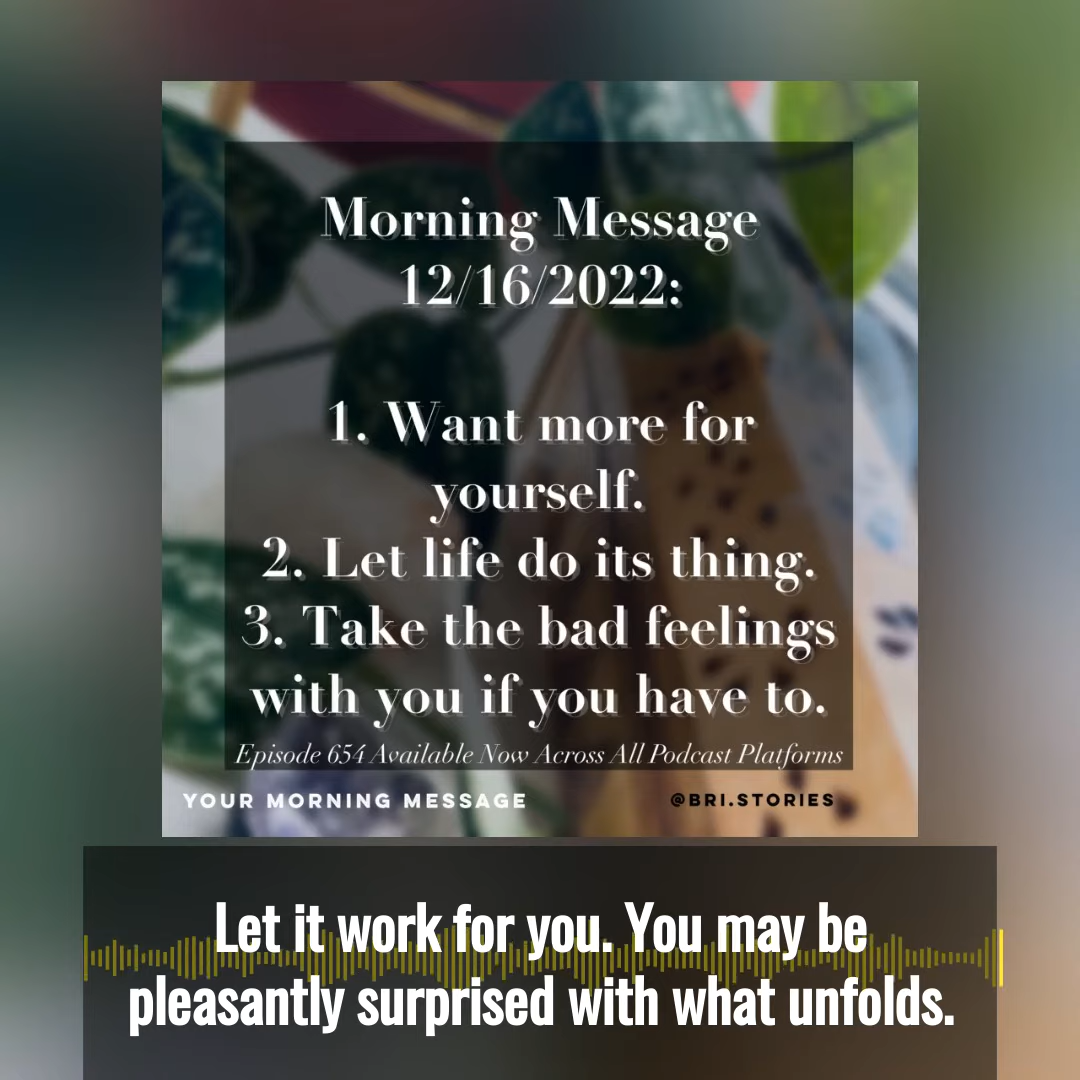 Morning Message
12/16/2022:
1. Want more for
yourself.
2. Let life do its thing.
3. Take the bad feelings
with you if you have to.
Episode 654 Available Now Across All Podcast Platforms
YOUR MORNING MESSAGE
@BRI.STORIES
Let it work for you. You may be
pleasantly surprised with what unfolds.